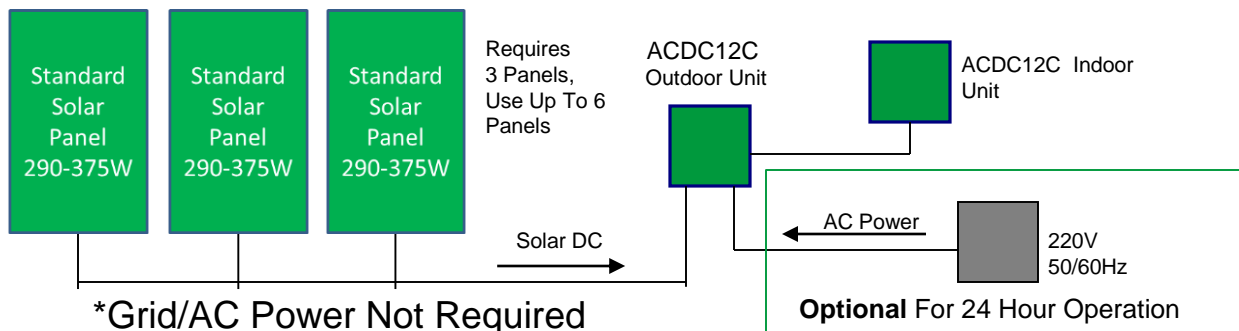 Standard
Solar
Panel
290-375W
Standard
Solar
Panel
290-375W
Standard
Solar
Panel
290-375W
Requires
3 Panels,
Use Up To 6
Panels
ACDC12C
Outdoor Unit
ACDC12C Indoor
Unit
Solar DC
AC Power
220V
50/60Hz
*Grid/AC Power Not Required
Optional For 24 Hour Operation